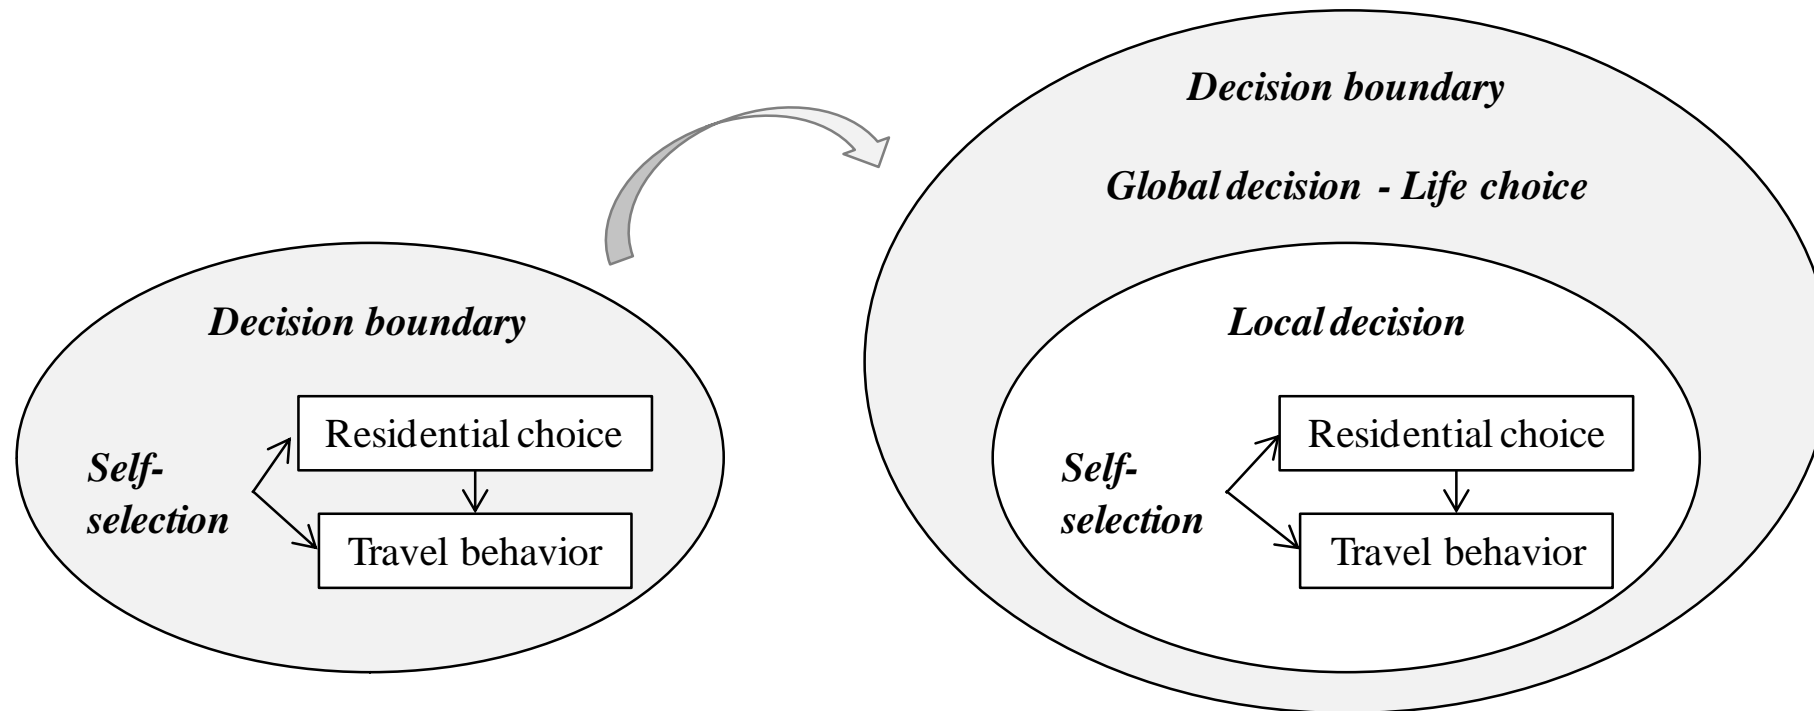 Decision boundary
Residential choice
Self-
selection
Travel behavior
Decision boundary
Global decision - Life choice
Local decision
Residential choice
Self-
selection
Travel behavior